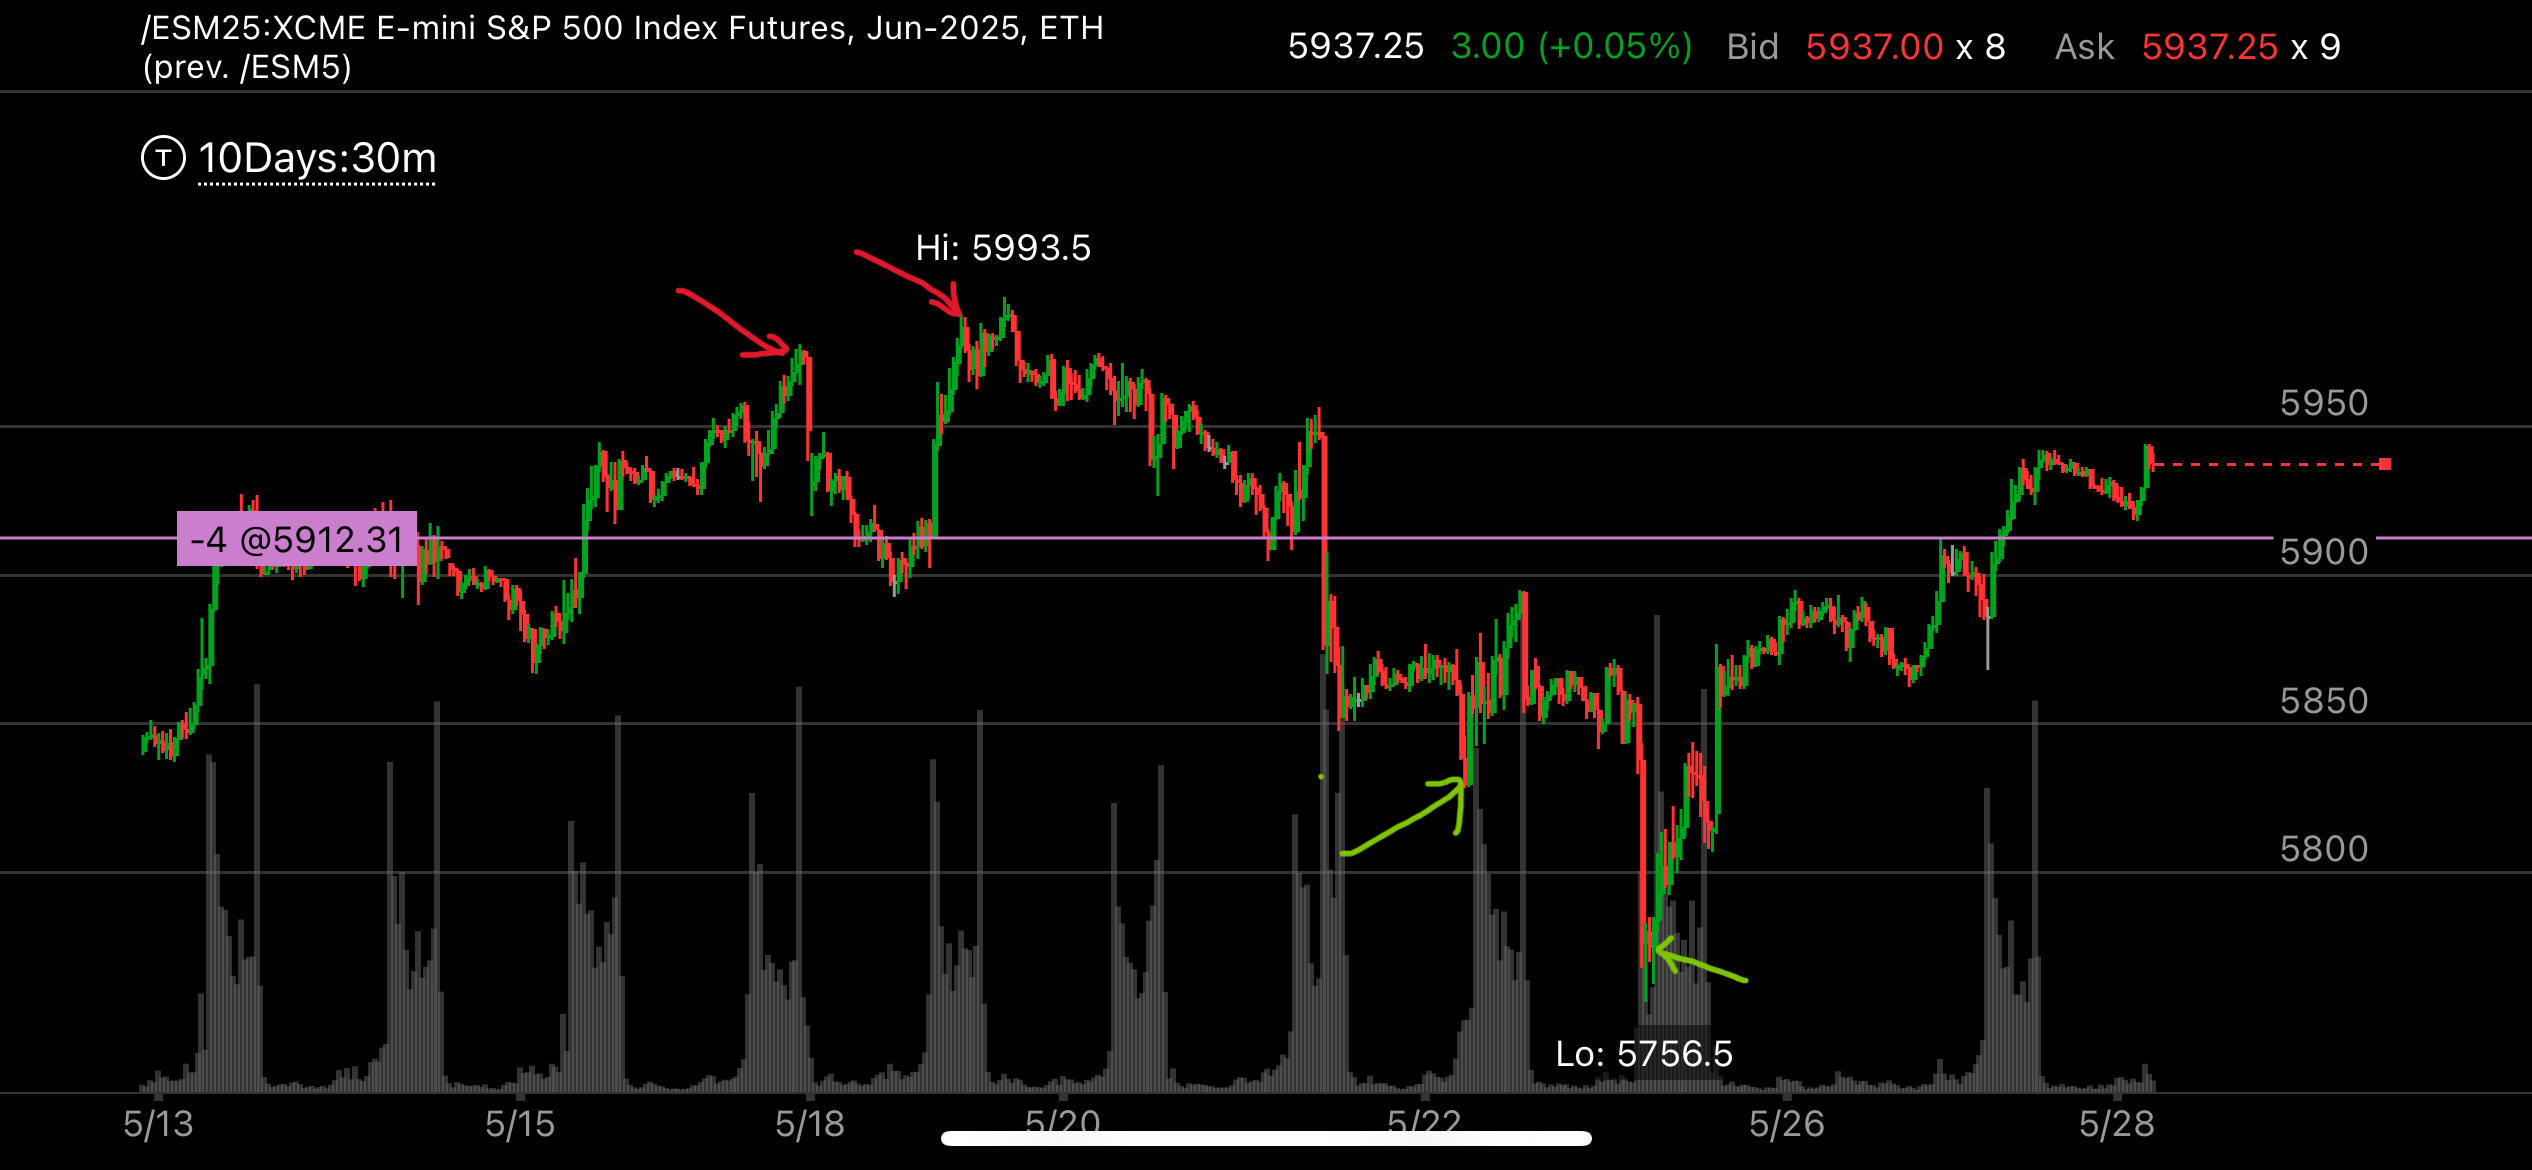 /ESM25:XCME E-mini S&P 500 Index Futures, Jun-2025, ETH
(prev. /ESM5)
5937.25 3.00 (+0.05%) Bid 5937.00 x 8 Ask 5937.25 x 9
T 10Days:30m
Hi: 5993.5
5950
-4 @5912.31
5900
5850
5800
Lo: 5756.5
5/13 5/15 5/18 5/20 5/22 5/26 5/28